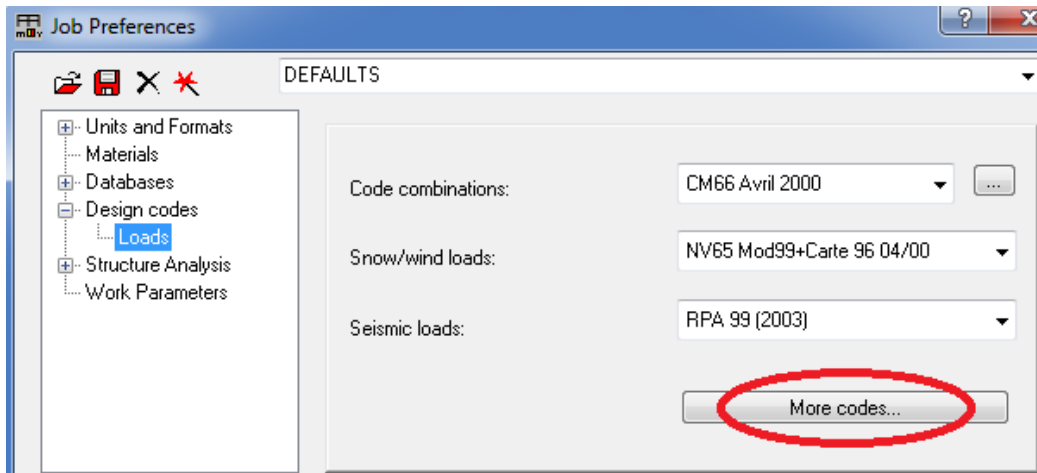 Job Preferences
?
DEFAULTS
Units and Formats
Materials
Databases
Design codes
Loads
Structure Analysis
Work Parameters
Code combinations:
CM66 Avril 2000
...
Snow/wind loads:
NV65 Mod99+Carte 96 04/00
Seismic loads:
RPA 99 (2003)
More codes...